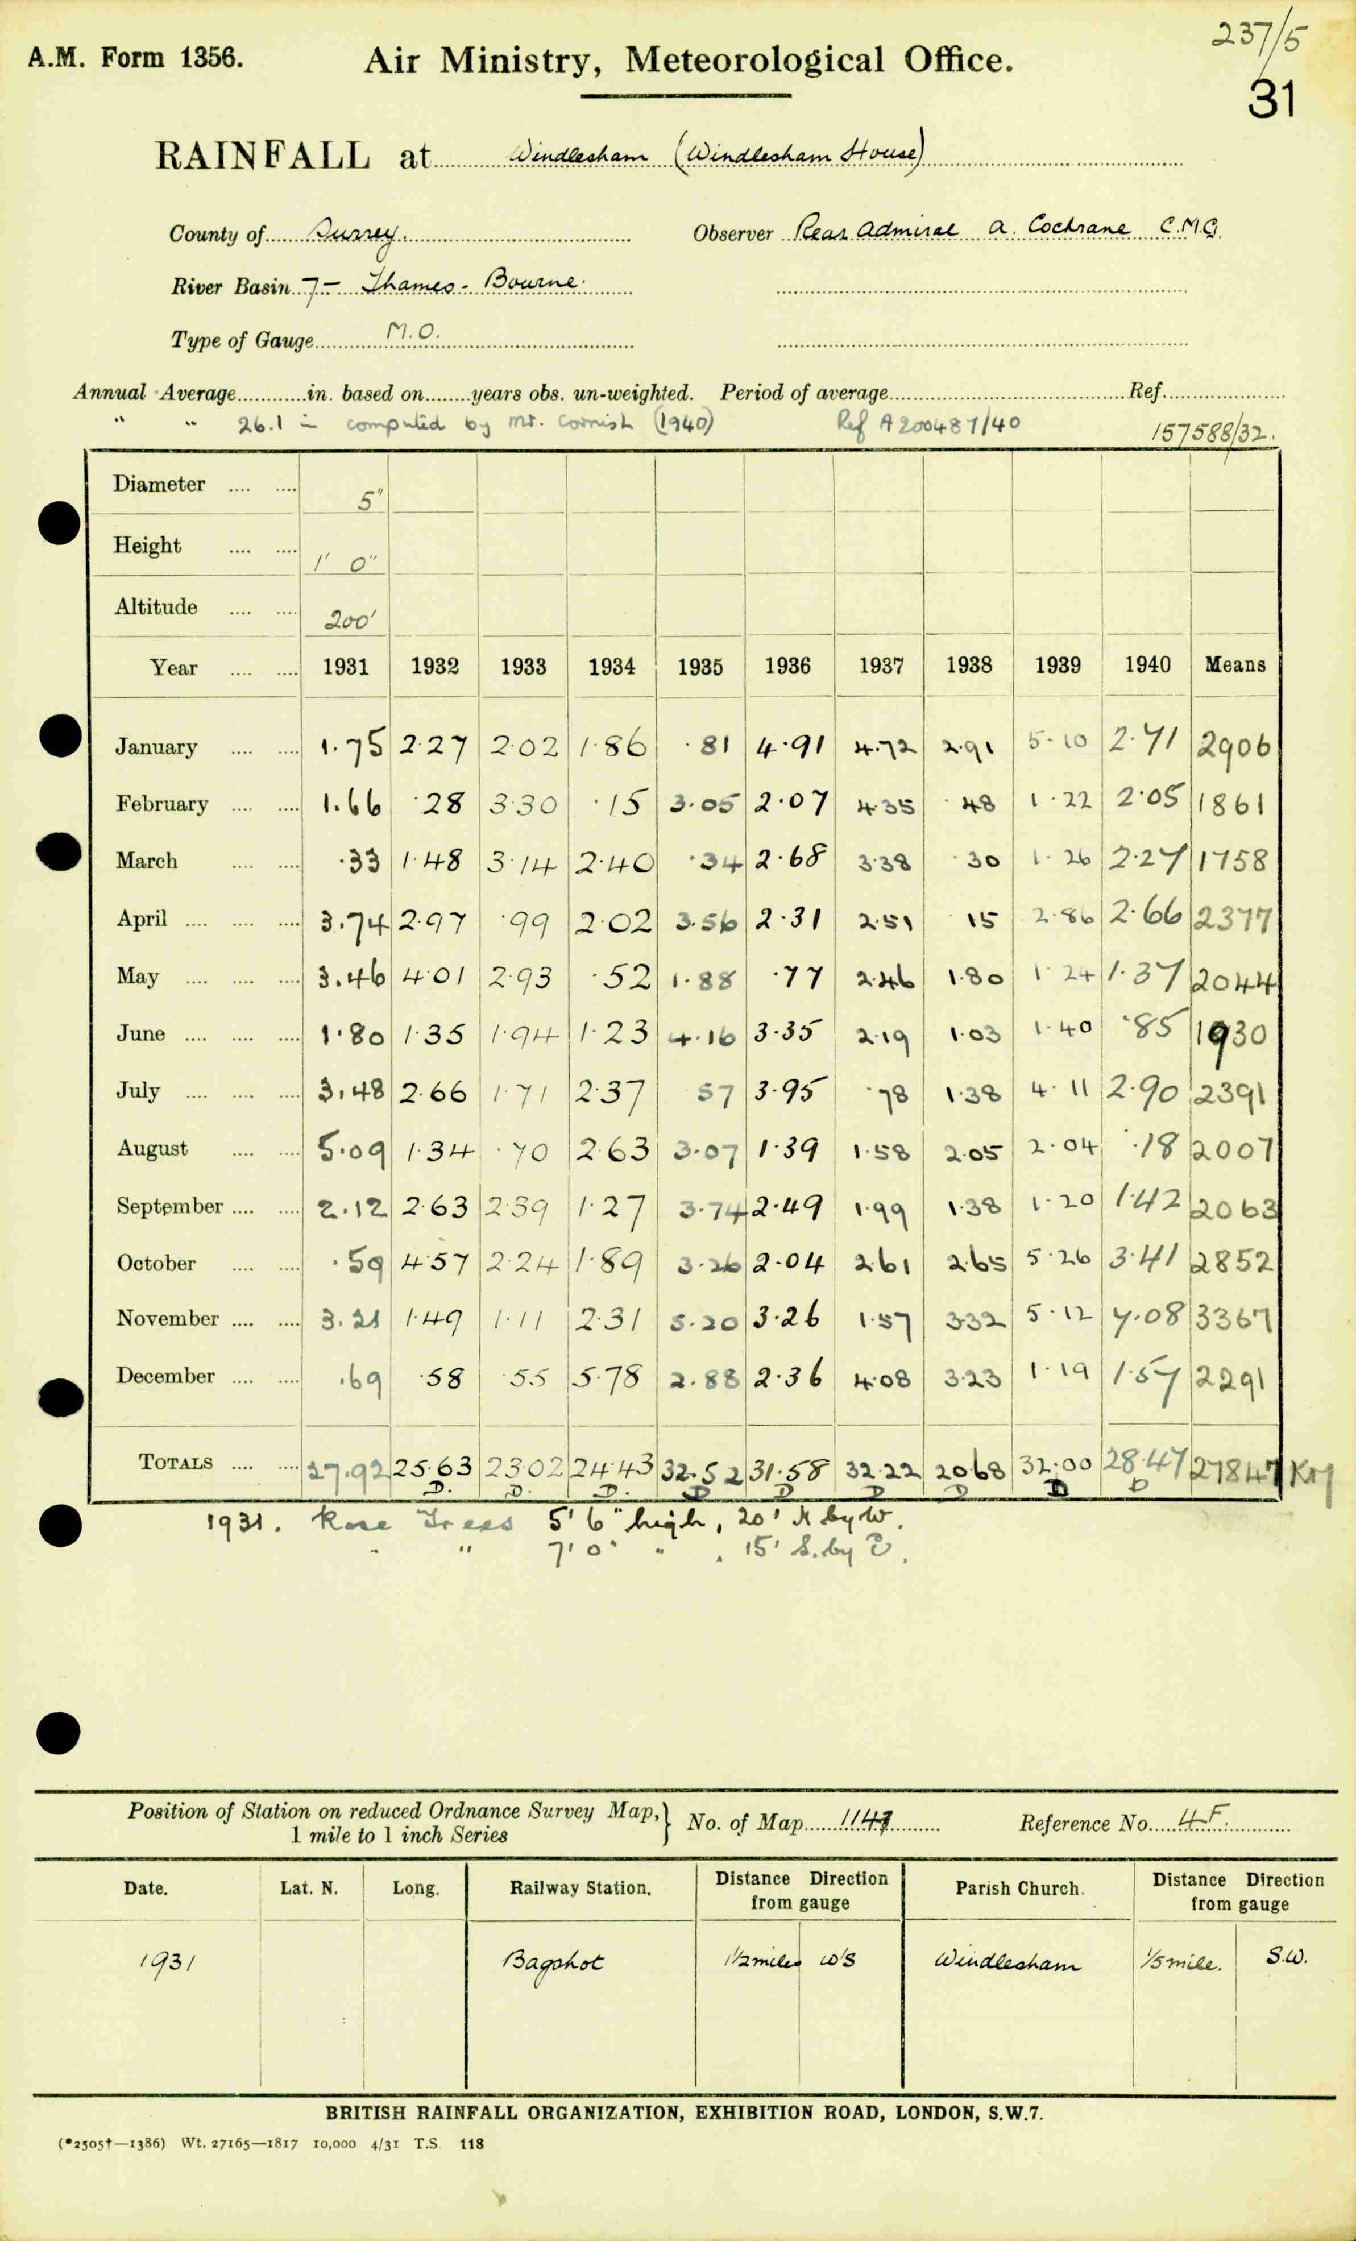 237/5
A.M. Form 1356. Air Ministry, Meteorological Office.
31
RAINFALL at Windlesham (Windlesham House)
County of Surrey. Observer Rear Admiral A. Cochrane C.M.G.
River Basin 7- Thames - Bourne.
Type of Gauge M.O.
Annual Average in. based on years obs. un-weighted. Period of average Ref.
" " 26.1 in computed by Mr. Cornish (1940) Ref A200487/40 157588/32.
Diameter 5"
Height 1' 0"
Altitude 200'
Year 1931 1932 1933 1934 1935 1936 1937 1938 1939 1940 Means
January 1.75 2.27 2.02 1.86 .81 4.91 4.72 2.91 5.10 2.71 2906
February 1.66 .28 3.30 .15 3.05 2.07 4.35 .48 1.22 2.05 1861
March .33 1.48 3.14 2.40 .34 2.68 3.38 .30 1.26 2.27 1758
April 3.74 2.97 .99 2.02 3.56 2.31 2.51 15 2.86 2.66 2377
May 3.46 4.01 2.93 .52 1.88 .77 2.46 1.80 1.24 1.37 2044
June 1.80 1.35 1.94 1.23 4.16 3.35 2.19 1.03 1.40 .85 1930
July 3.48 2.66 1.71 2.37 57 3.95 .78 1.38 4.11 2.90 2391
August 5.09 1.34 .70 2.63 3.07 1.39 1.58 2.05 2.04 .18 2007
September 2.12 2.63 2.39 1.27 3.74 2.49 1.99 1.38 1.20 1.42 2063
October .59 4.57 2.24 1.89 3.26 2.04 2.61 2.65 5.26 3.41 2852
November 3.21 1.49 1.11 2.31 5.20 3.26 1.57 3.32 5.12 7.08 3367
December .69 .58 .55 5.78 2.88 2.36 4.08 3.23 1.19 1.57 2291
TOTALS 27.92 25.63 23.02 24.43 32.52 31.58 32.22 20.68 32.00 28.47 27847
D. D. D. D D D D D D
1931. Rose Trees 5' 6" high, 20' N by W.
" " 7' 0" " , 15' S. by E.
Position of Station on reduced Ordnance Survey Map, } No. of Map 114 Reference No. 4F.
1 mile to 1 inch Series
Date. Lat. N. Long. Railway Station. Distance Direction from gauge Parish Church. Distance Direction from gauge
1931 Bagshot 1½ miles W'S Windlesham 1/5 mile. S.W.
BRITISH RAINFALL ORGANIZATION, EXHIBITION ROAD, LONDON, S.W.7.
(*2505†—1386) Wt. 27165—1817 10,000 4/31 T.S. 118